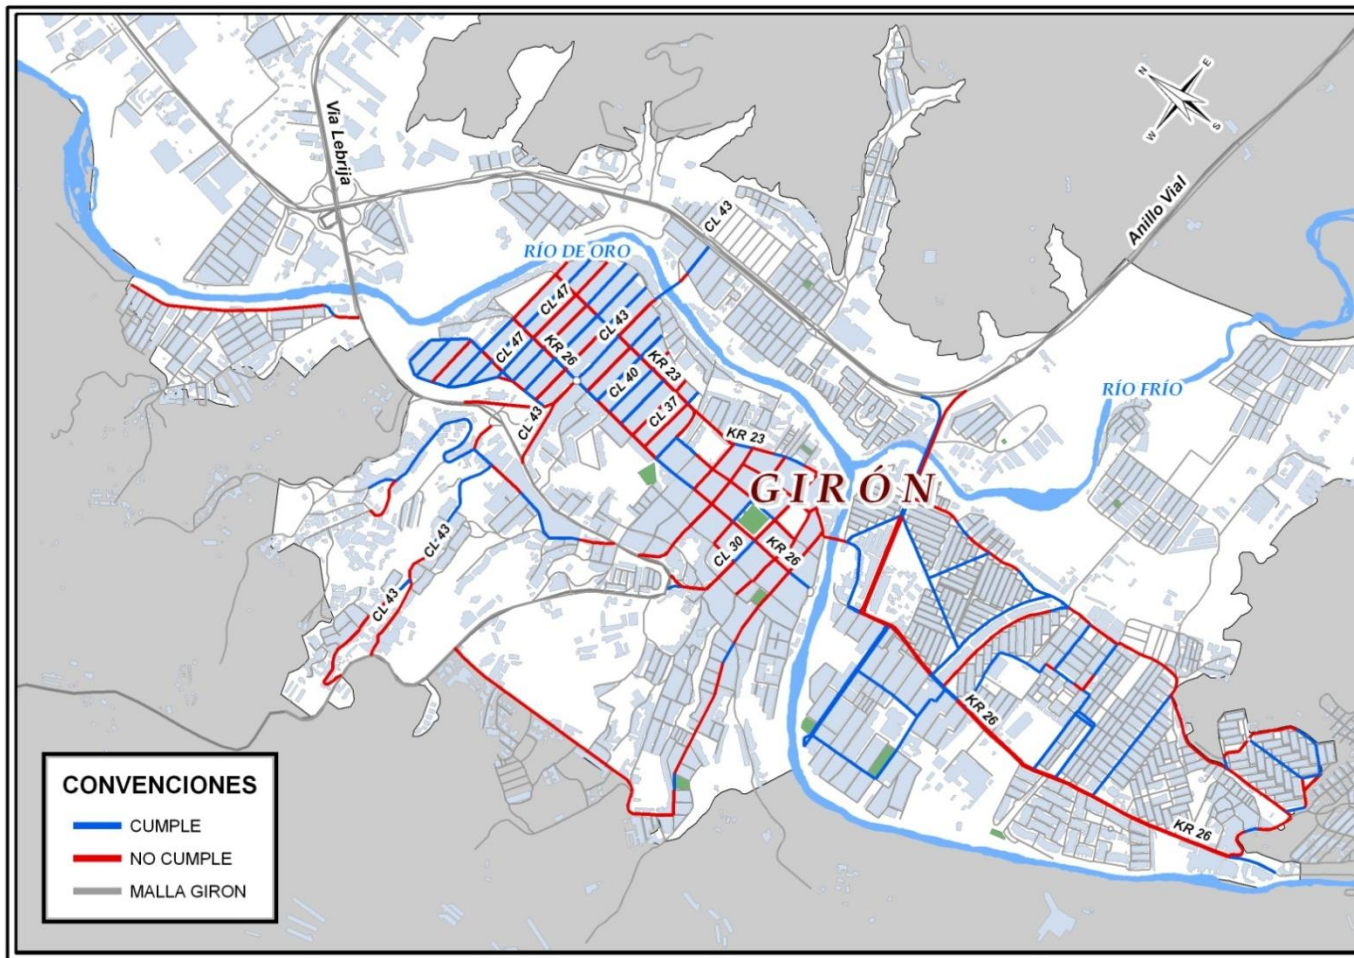 N
E
W
S
Via Lebrija
CL 43
Anillo Vial
RÍO DE ORO
CL 47
CL 43
CL 47
KR 26
KR 23
CL 40
RÍO FRÍO
CL 37
CL 43
KR 23
GIRÓN
CL 43
CL 30
KR 26
CL 43
KR 26
KR 26
CONVENCIONES
CUMPLE
NO CUMPLE
MALLA GIRON